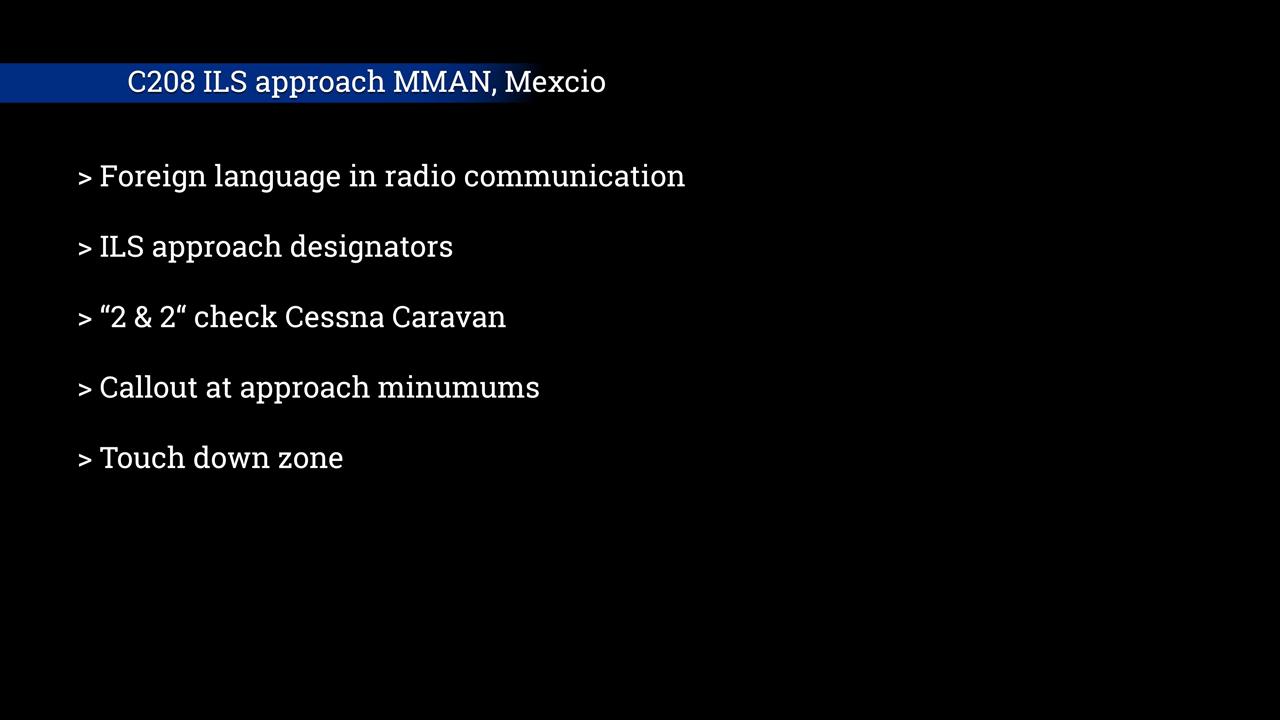 C208 ILS approach MMAN, Mexcio
> Foreign language in radio communication
> ILS approach designators
> “2 & 2“ check Cessna Caravan
> Callout at approach minumums
> Touch down zone